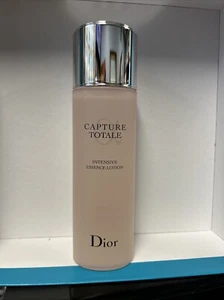 CAPTURE
TOTALE
INTENSIVE
ESSENCE LOTION
Dior